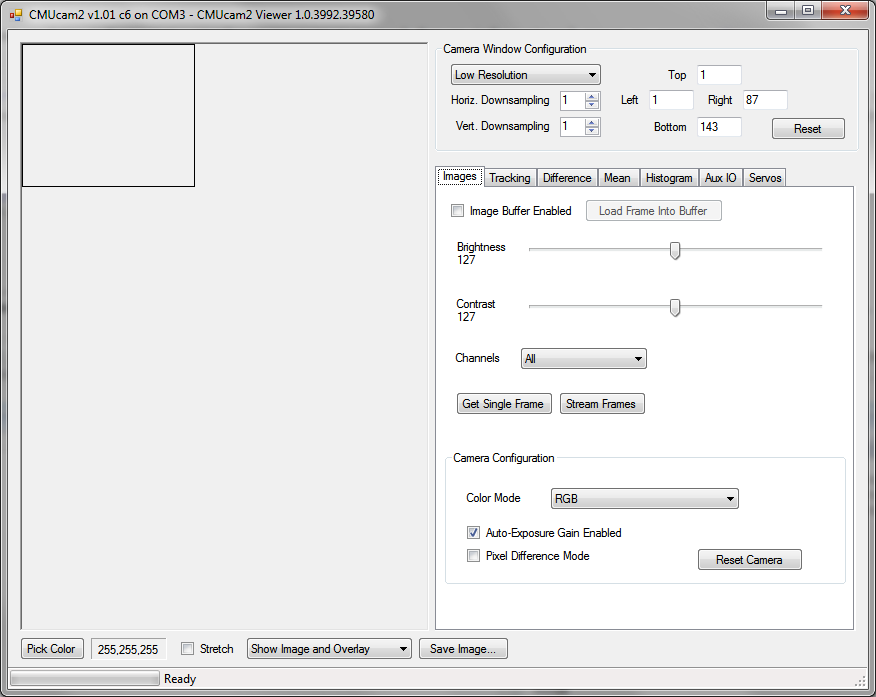 CMUcam2 v1.01 c6 on COM3 - CMUcam2 Viewer 1.0.3992.39580
Camera Window Configuration
Low Resolution
Top 1
Horiz. Downsampling 1 Left 1 Right 87
Vert. Downsampling 1 Bottom 143 Reset
Images Tracking Difference Mean Histogram Aux IO Servos
Image Buffer Enabled Load Frame Into Buffer
Brightness
127
Contrast
127
Channels All
Get Single Frame Stream Frames
Camera Configuration
Color Mode RGB
Auto-Exposure Gain Enabled
Pixel Difference Mode
Reset Camera
Pick Color 255,255,255 Stretch Show Image and Overlay Save Image...
Ready